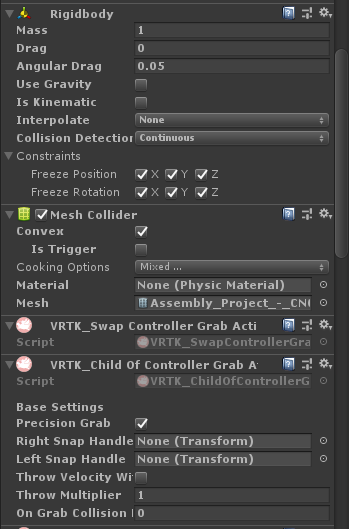 Rigidbody
Mass 1
Drag 0
Angular Drag 0.05
Use Gravity
Is Kinematic
Interpolate None
Collision Detection Continuous
Constraints
Freeze Position X Y Z
Freeze Rotation X Y Z
Mesh Collider
Convex
Is Trigger
Cooking Options Mixed ...
Material None (Physic Material)
Mesh Assembly_Project_-_CN
VRTK_Swap Controller Grab Acti
Script VRTK_SwapControllerGra
VRTK_Child Of Controller Grab A
Script VRTK_ChildOfControllerG
Base Settings
Precision Grab
Right Snap Handle None (Transform)
Left Snap Handle None (Transform)
Throw Velocity Wi
Throw Multiplier 1
On Grab Collision 0